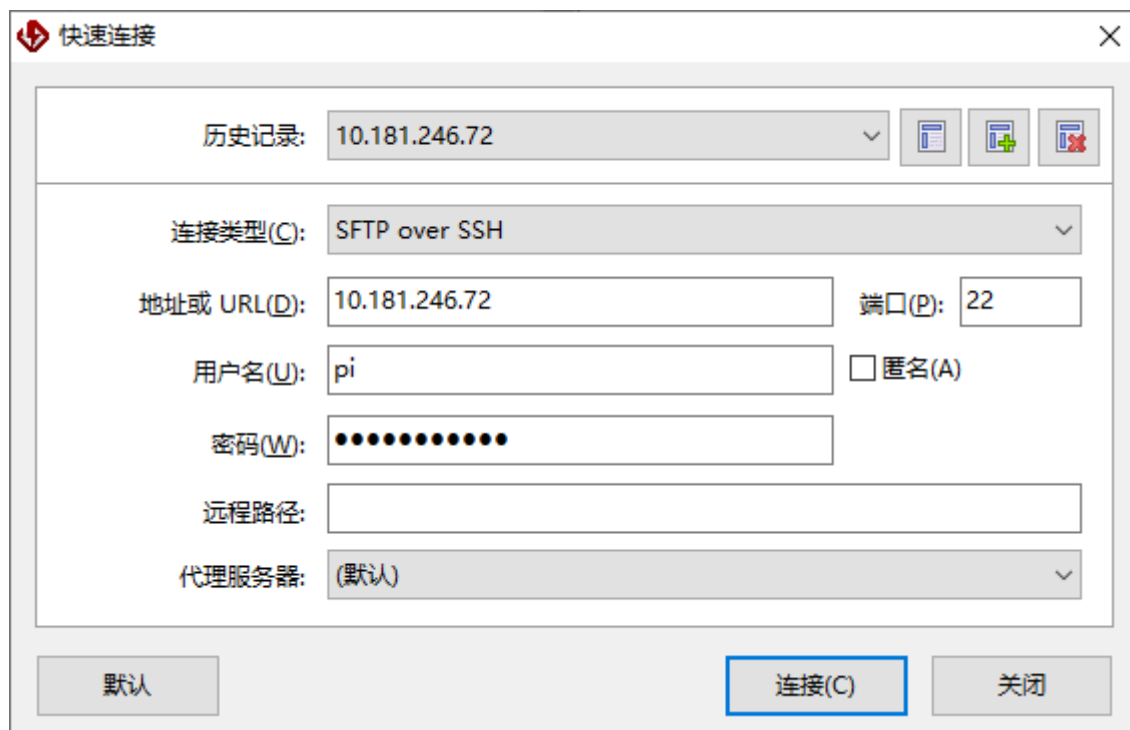 快速连接
历史记录: 10.181.246.72
连接类型(C): SFTP over SSH
地址或 URL(D): 10.181.246.72 端口(P): 22
用户名(U): pi 匿名(A)
密码(W): ●●●●●●●●●●●
远程路径:
代理服务器: (默认)
默认 连接(C) 关闭